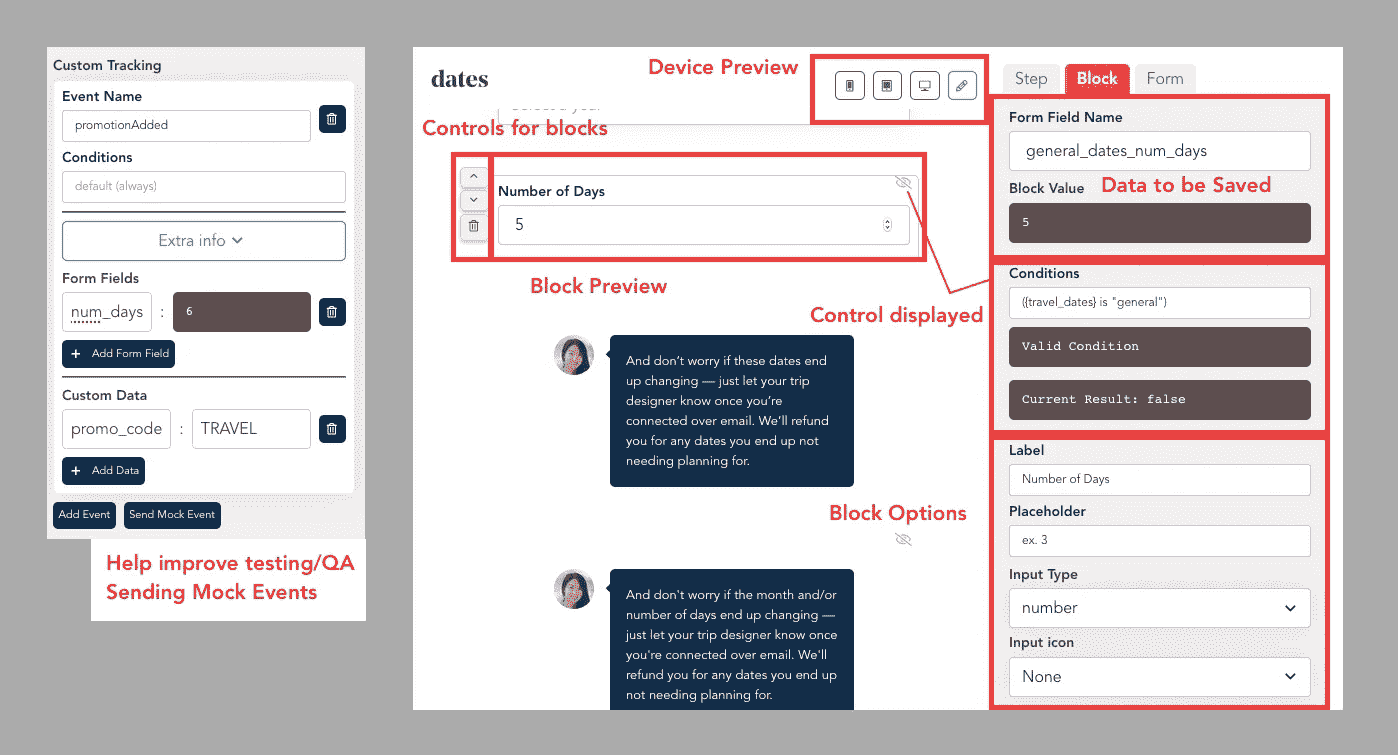 Custom Tracking
Event Name
promotionAdded
Conditions
default (always)
Extra info
Form Fields
num_days : 6
+ Add Form Field
Custom Data
promo_code : TRAVEL
+ Add Data
Add Event Send Mock Event
Help improve testing/QA
Sending Mock Events
dates
Device Preview
Controls for blocks
Number of Days
5
Block Preview
Control displayed
And don’t worry if these dates end
up changing — just let your trip
designer know once you’re
connected over email. We’ll refund
you for any dates you end up not
needing planning for.
Block Options
And don't worry if the month and/or
number of days end up changing —
just let your trip designer know once
you're connected over email. We'll
refund you for any dates you end up
not needing planning for.
Step Block Form
Form Field Name
general_dates_num_days
Block Value Data to be Saved
5
Conditions
({travel_dates} is "general")
Valid Condition
Current Result: false
Label
Number of Days
Placeholder
ex. 3
Input Type
number
Input icon
None